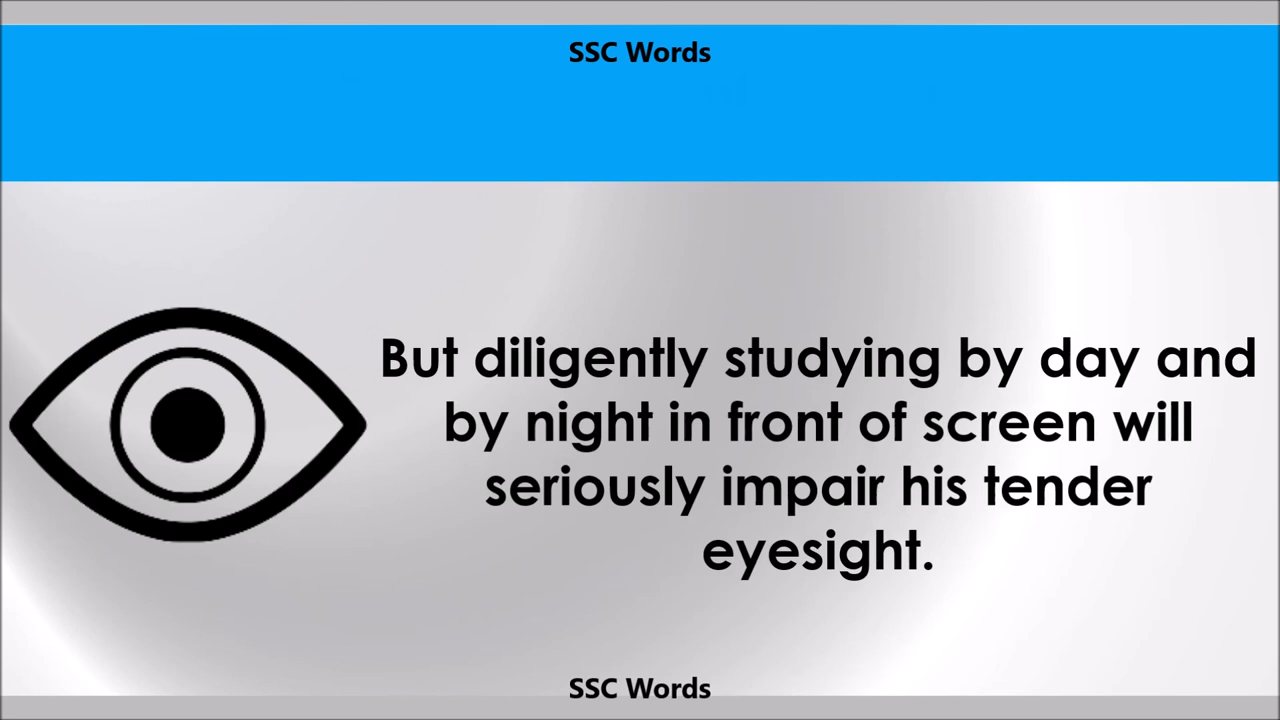 SSC Words
But diligently studying by day and
by night in front of screen will
seriously impair his tender
eyesight.
SSC Words